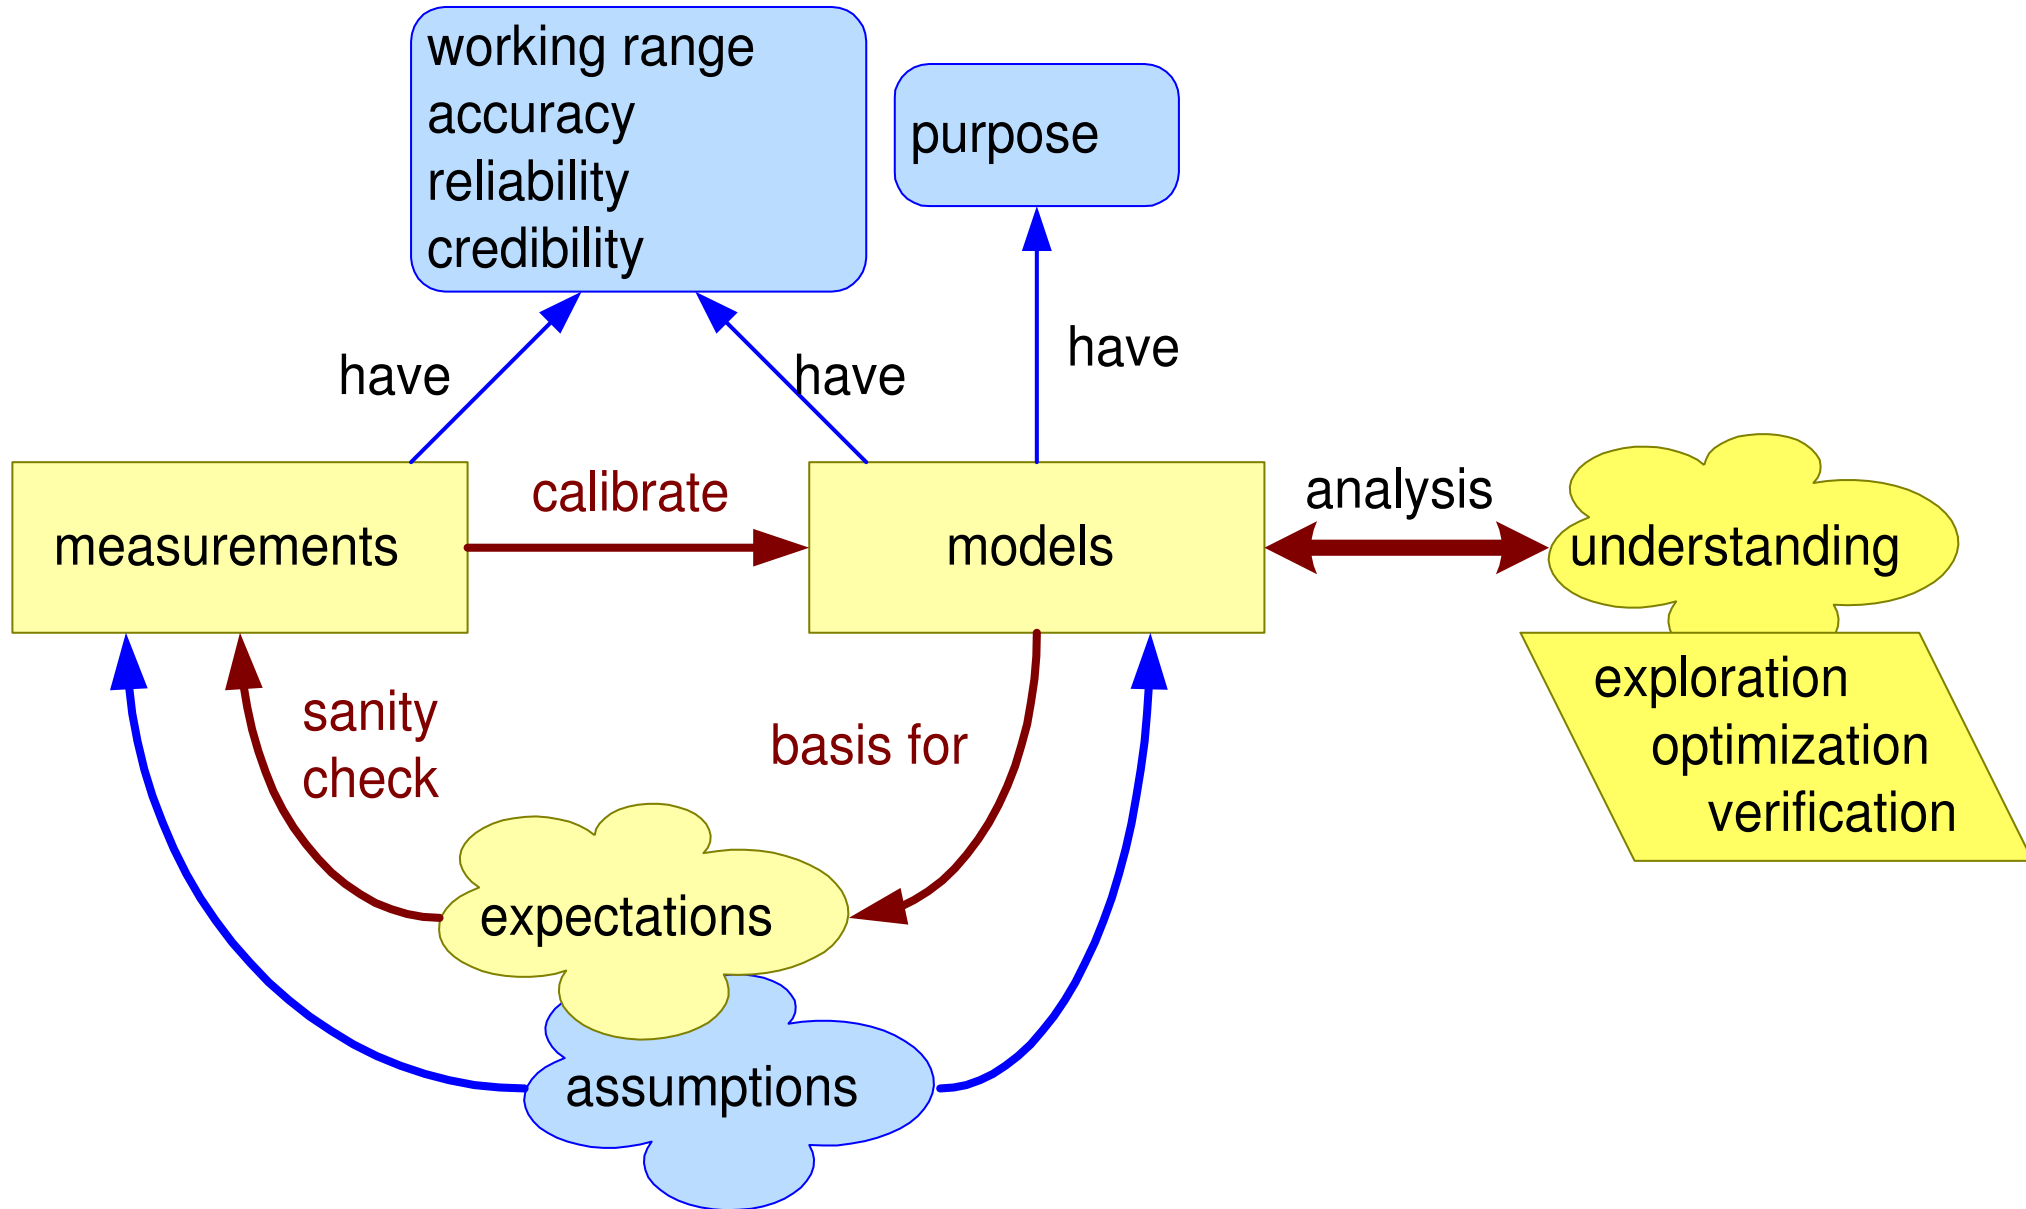 working range
accuracy
reliability
credibility
purpose
have
have
have
measurements
calibrate
models
analysis
understanding
exploration
optimization
verification
sanity
check
basis for
expectations
assumptions